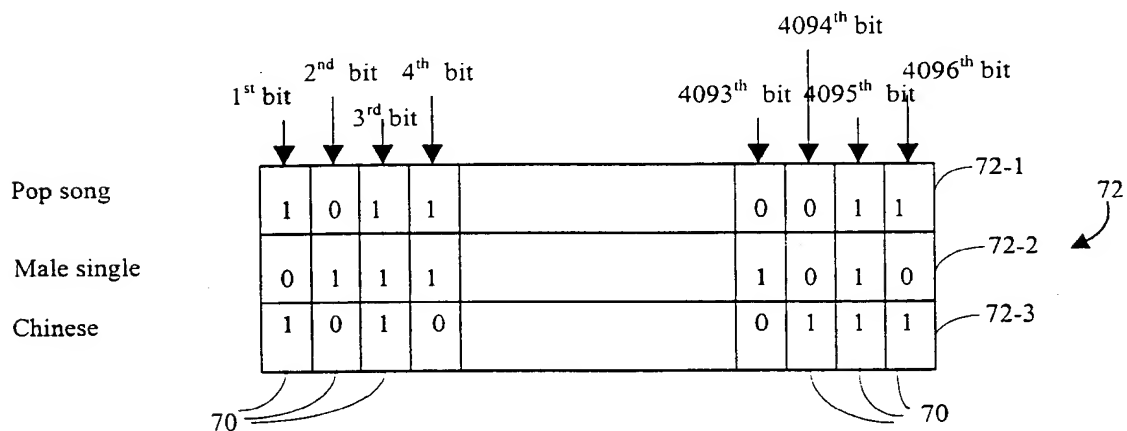 4094th bit
2nd bit 4th bit 4096th bit
1st bit 4093th bit 4095th bit
3rd bit
72-1
Pop song 1 0 1 1 0 0 1 1
72
72-2
Male single 0 1 1 1 1 0 1 0
Chinese 1 0 1 0 0 1 1 1
72-3
70 70